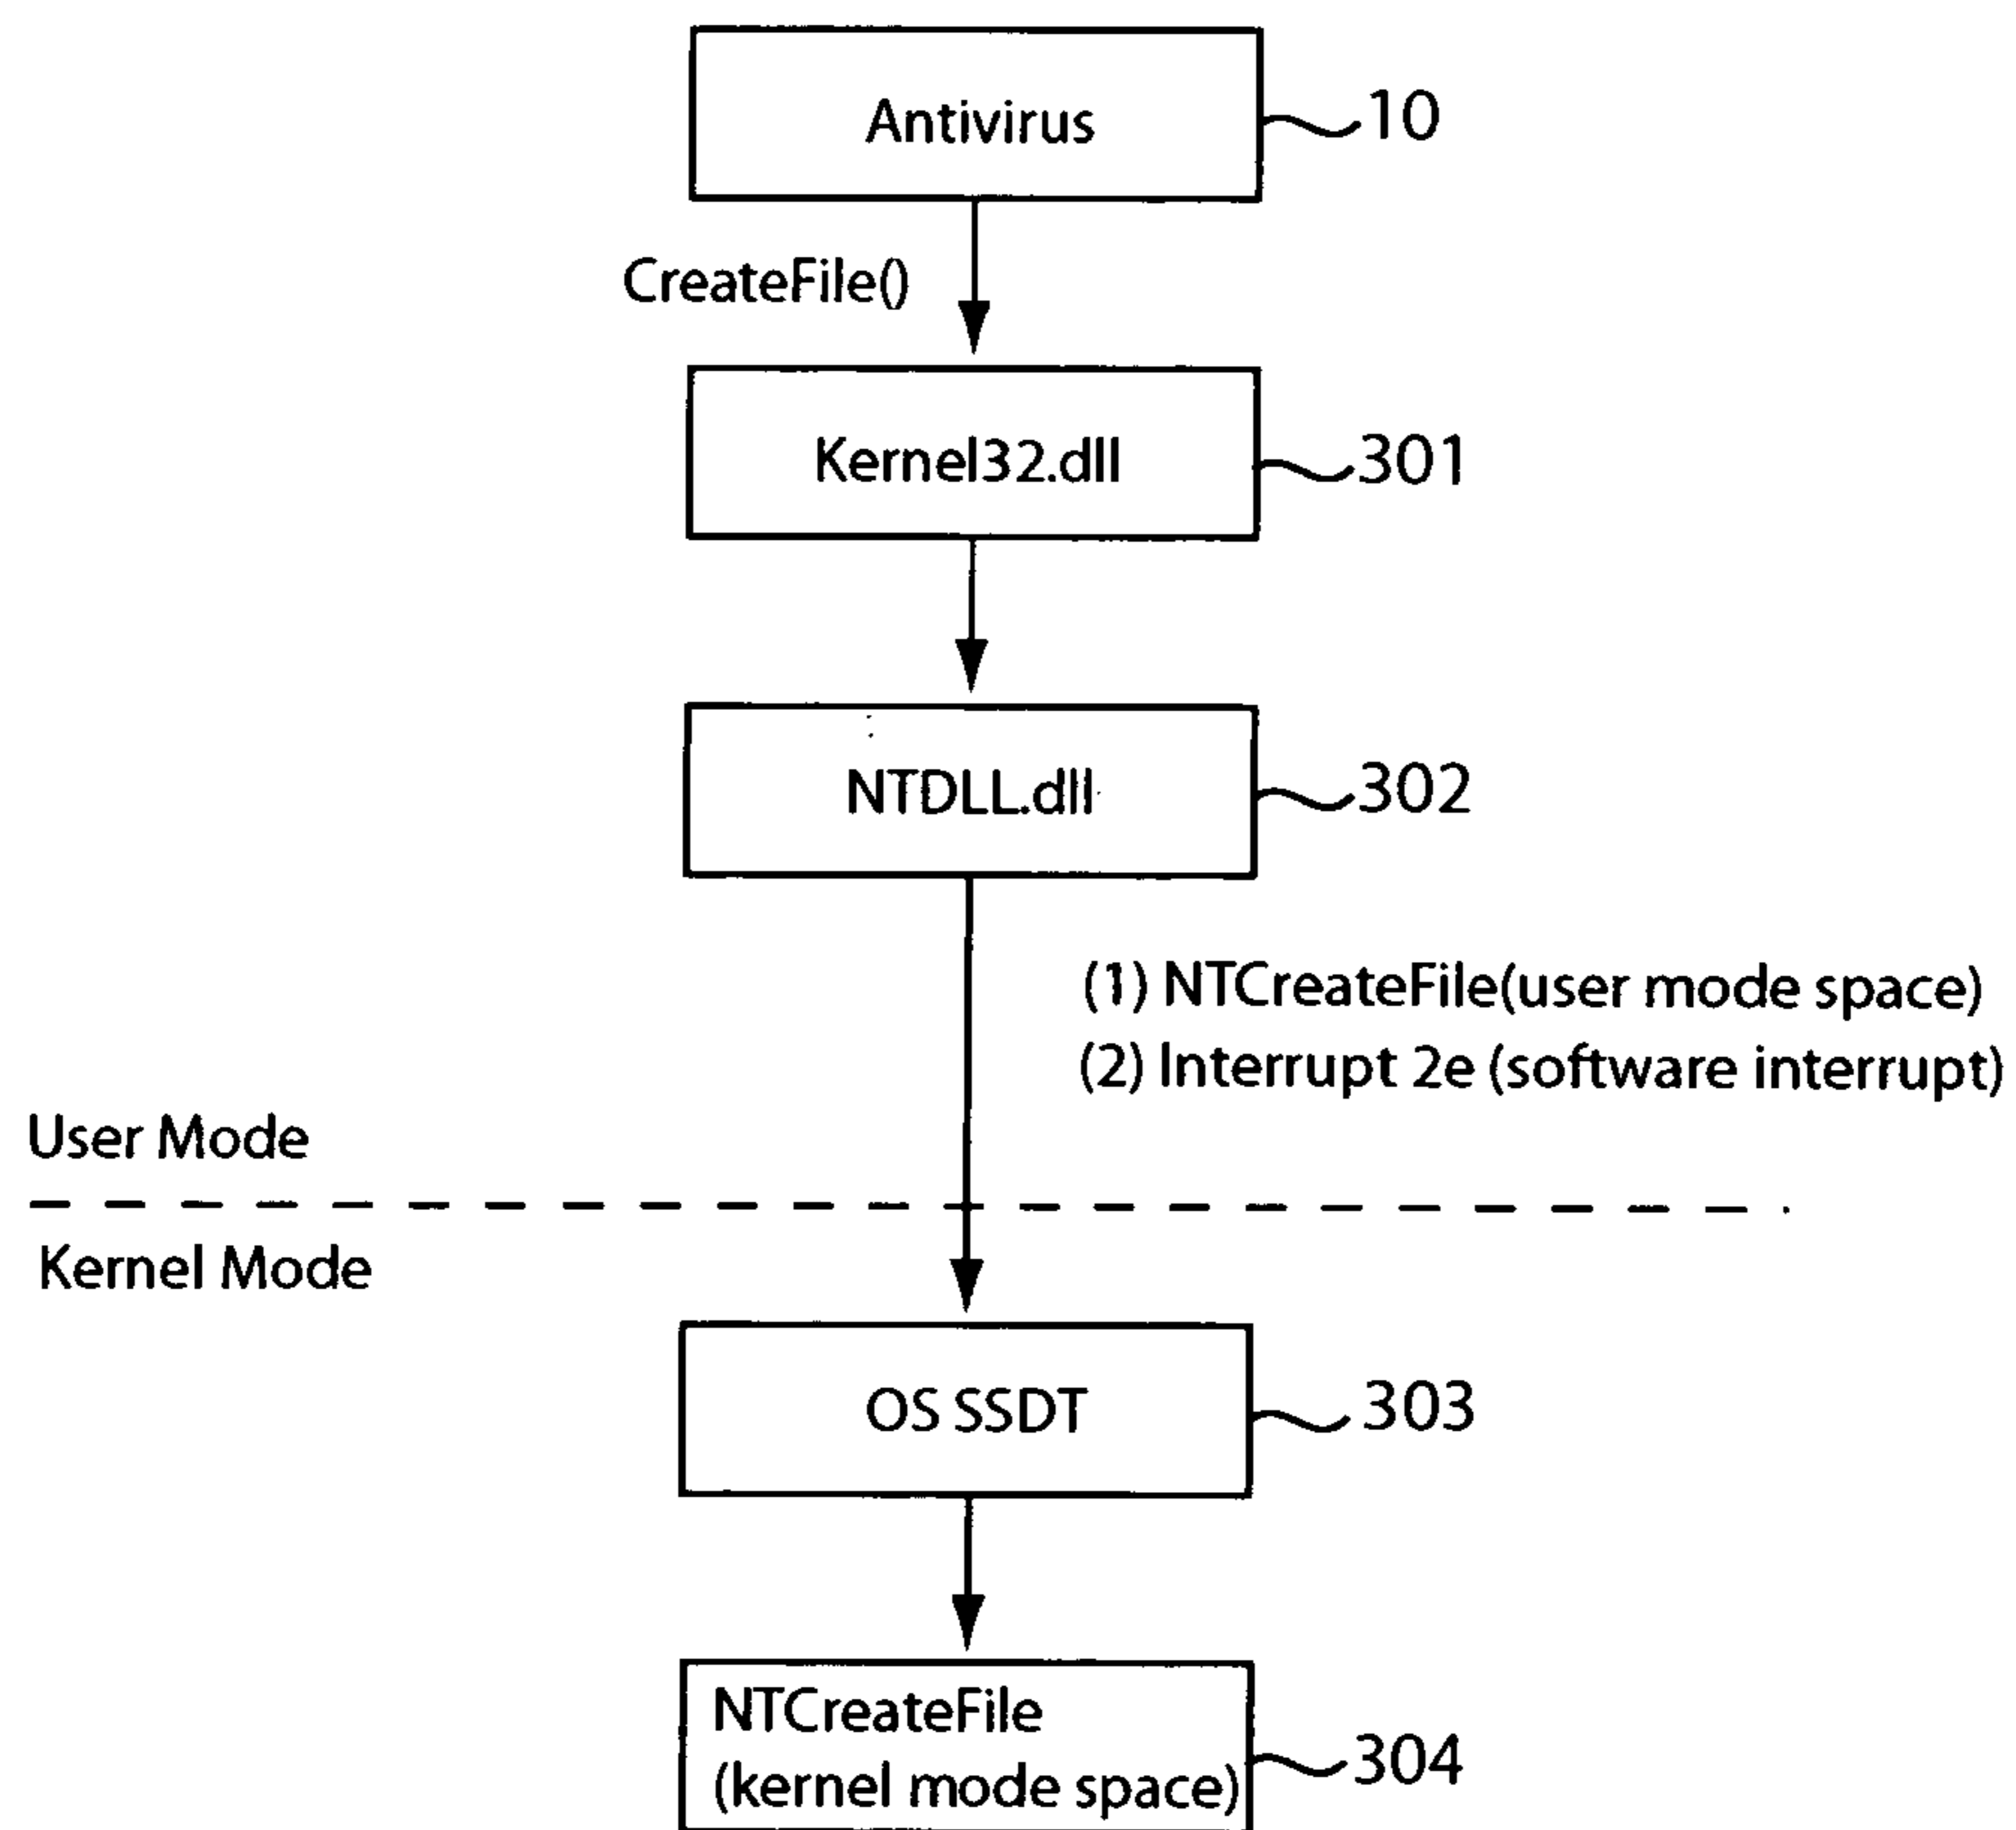 Antivirus
10
CreateFile()
Kernel32.dll
301
NTDLL.dll
302
(1) NTCreateFile(user mode space)
(2) Interrupt 2e (software interrupt)
User Mode
Kernel Mode
OS SSDT
303
NTCreateFile
(kernel mode space)
304